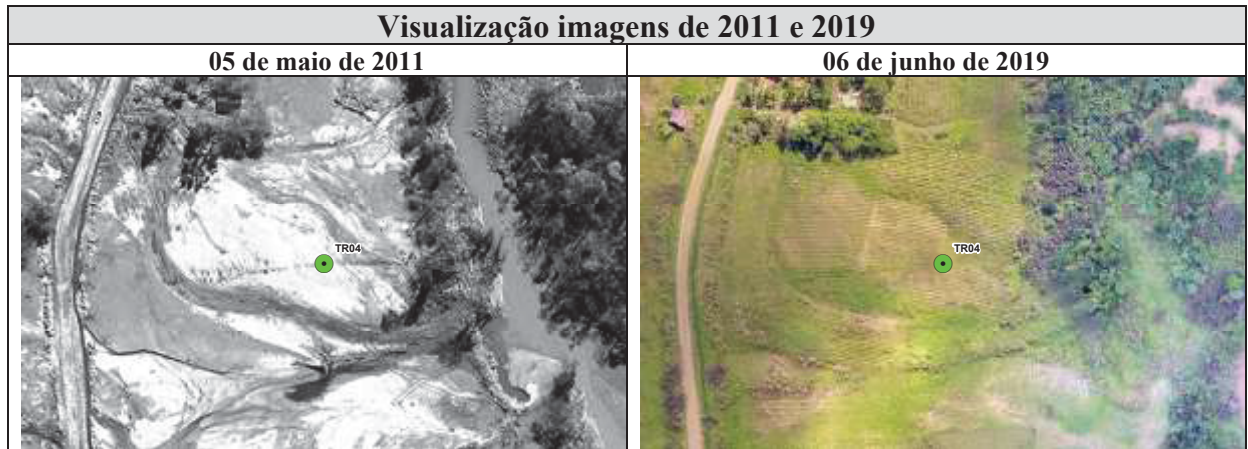 Visualização imagens de 2011 e 2019
05 de maio de 2011
06 de junho de 2019
TR04
TR04